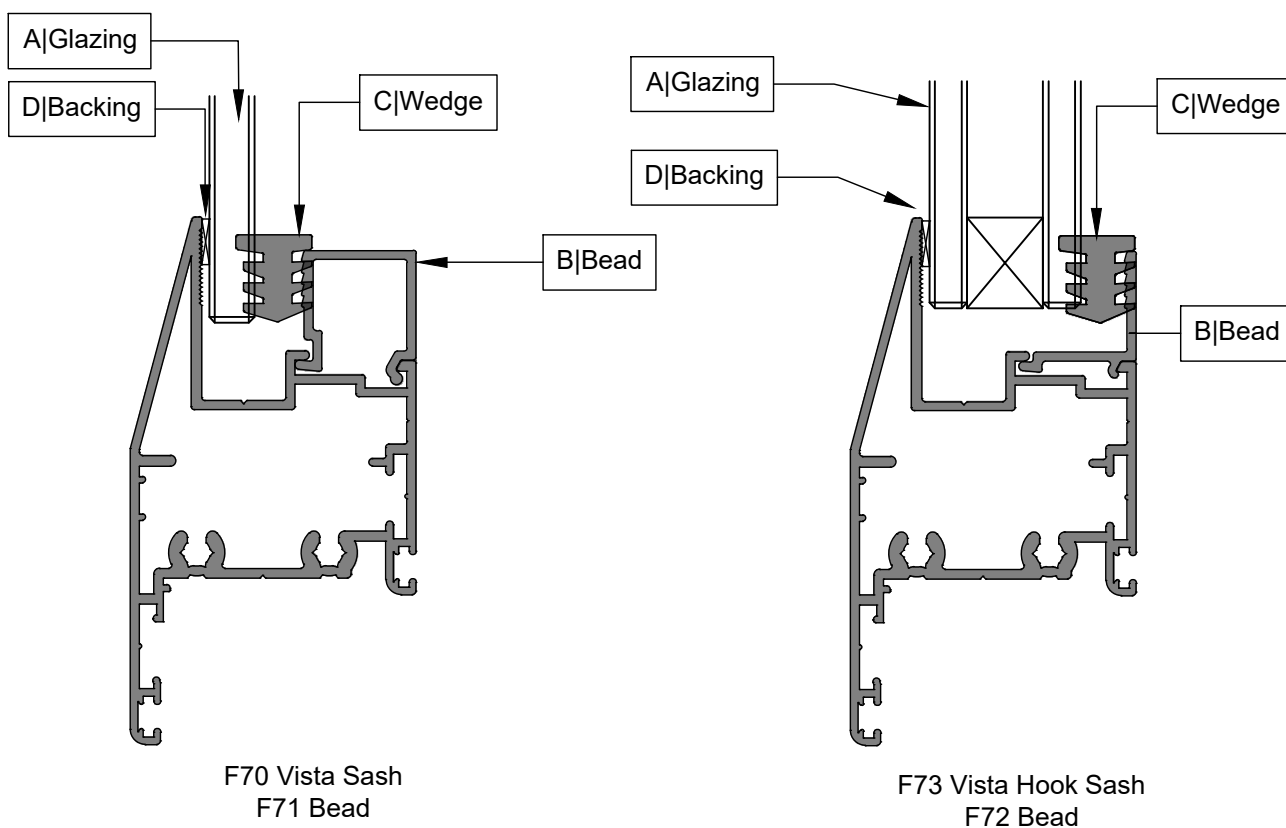 A|Glazing
D|Backing
C|Wedge
B|Bead
F70 Vista Sash
F71 Bead
A|Glazing
C|Wedge
D|Backing
B|Bead
F73 Vista Hook Sash
F72 Bead